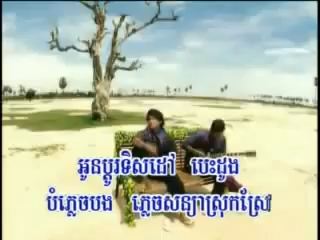 អូនប្ដូរទិសដៅ បេះដូង
បំភ្លេចបង ភ្លេចសន្យាស្រុកស្រែ